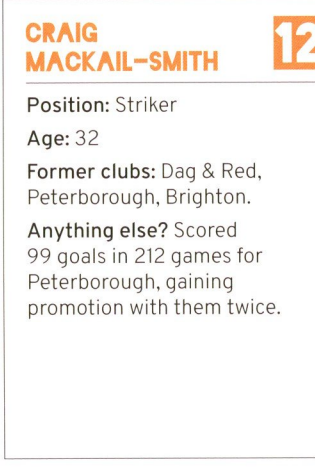 CRAIG
MACKAIL-SMITH
12
Position: Striker
Age: 32
Former clubs: Dag & Red,
Peterborough, Brighton.
Anything else? Scored
99 goals in 212 games for
Peterborough, gaining
promotion with them twice.